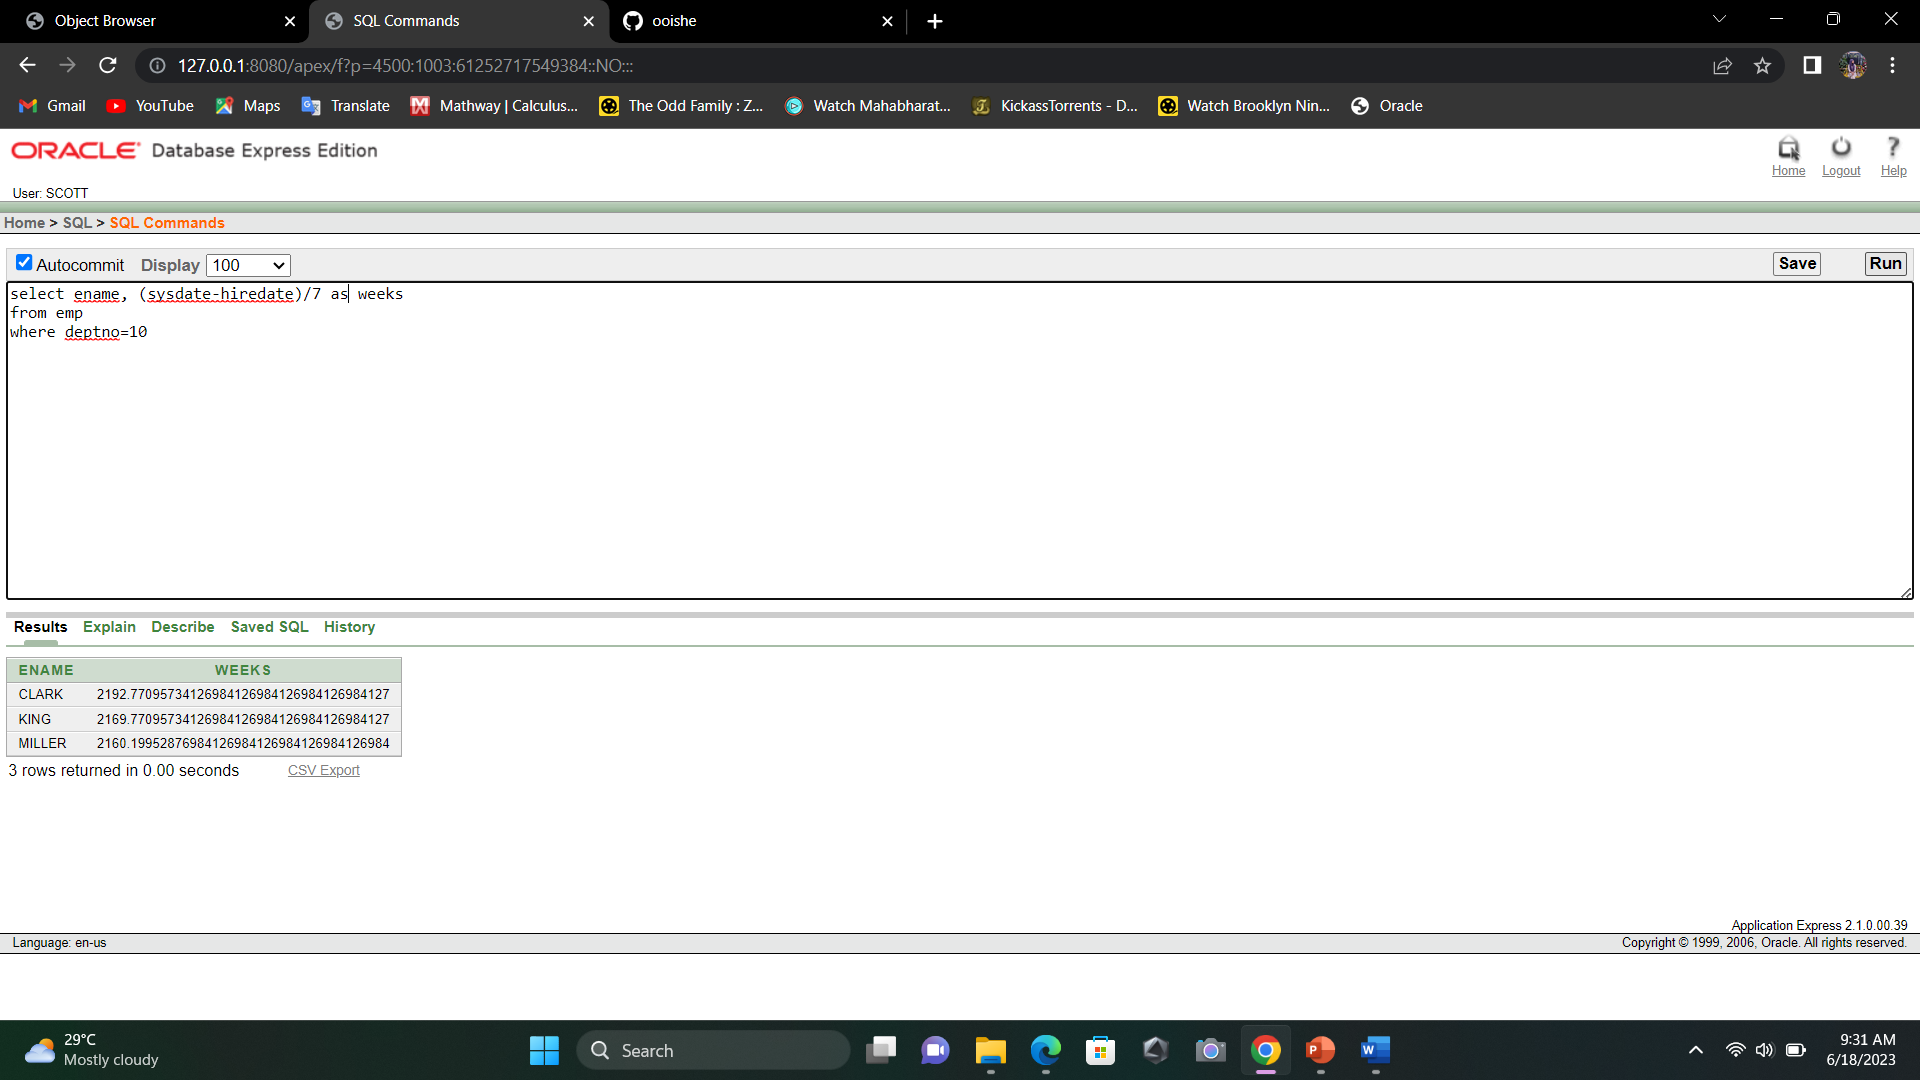 Object Browser
SQL Commands
ooishe
127.0.0.1:8080/apex/f?p=4500:1003:61252717549384::NO:::
Gmail YouTube Maps Translate Mathway | Calculus... The Odd Family : Z... Watch Mahabharat... KickassTorrents - D... Watch Brooklyn Nin... Oracle
ORACLE Database Express Edition
Home Logout Help
User: SCOTT
Home > SQL > SQL Commands
Autocommit Display 100 Save Run
select ename, (sysdate-hiredate)/7 as weeks
from emp
where deptno=10
Results Explain Describe Saved SQL History
ENAME WEEKS
CLARK 2192.77095734126984126984126984126984127
KING 2169.77095734126984126984126984126984127
MILLER 2160.19952876984126984126984126984126984
3 rows returned in 0.00 seconds CSV Export
Application Express 2.1.0.00.39
Language: en-us Copyright © 1999, 2006, Oracle. All rights reserved.
29°C
Mostly cloudy
Search
9:31 AM
6/18/2023